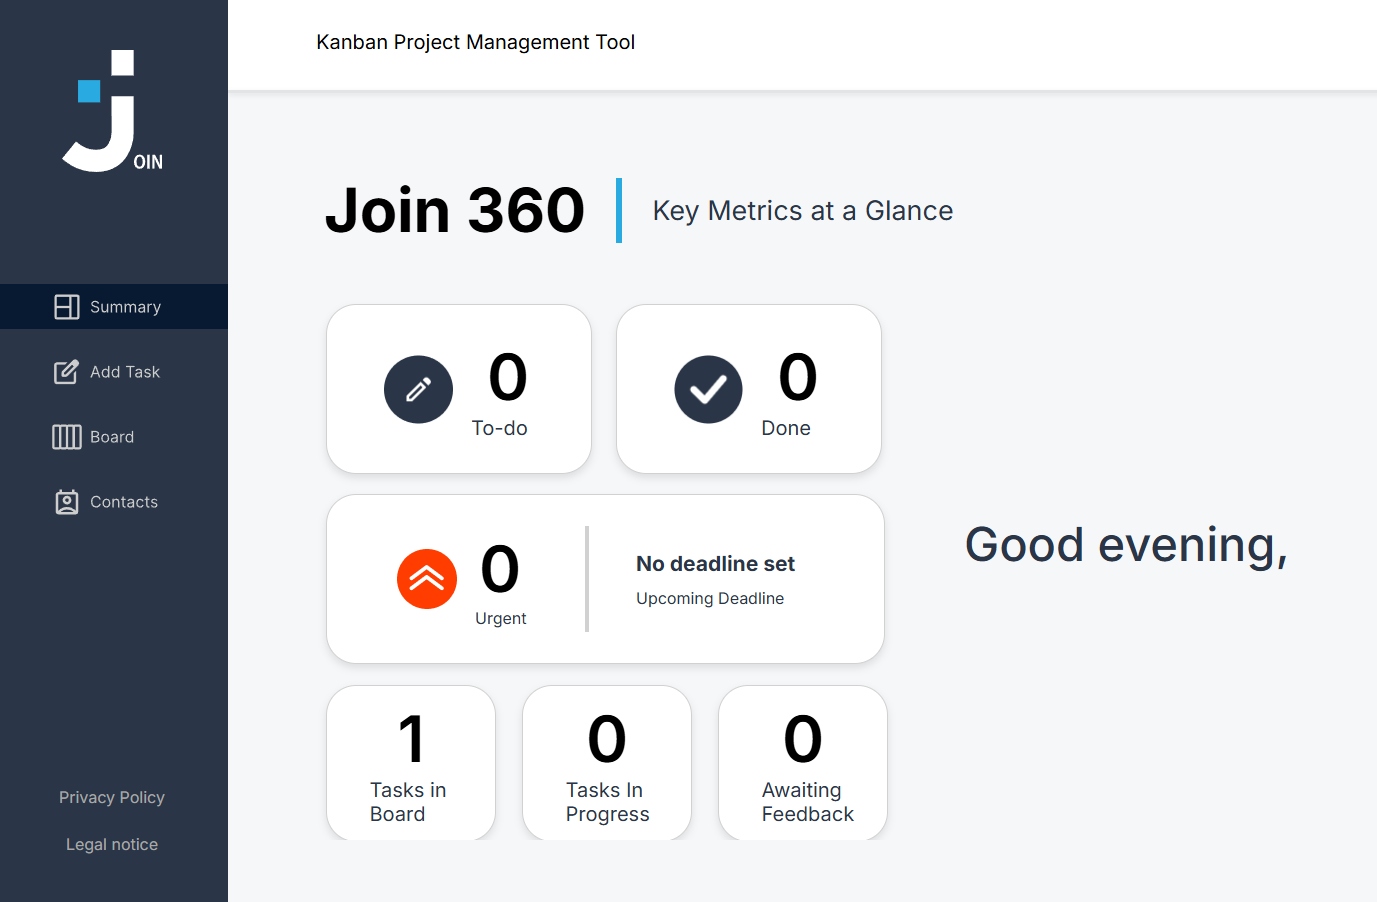 Kanban Project Management Tool
JOIN
Summary
Add Task
Board
Contacts
Privacy Policy
Legal notice
Join 360
Key Metrics at a Glance
0
To-do
0
Done
0
Urgent
No deadline set
Upcoming Deadline
1
Tasks in
Board
0
Tasks In
Progress
0
Awaiting
Feedback
Good evening,